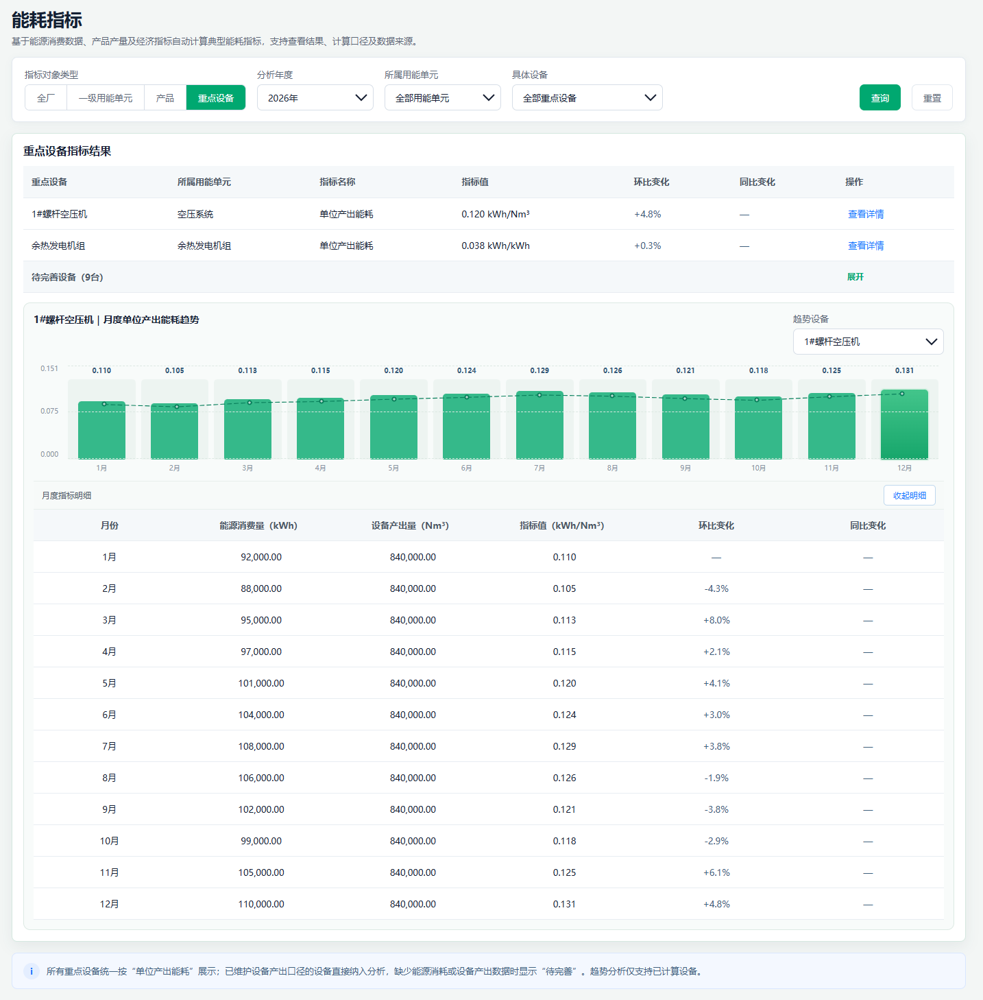 能耗指标
基于能源消费数据、产品产量及经济指标自动计算典型能耗指标，支持查看结果、计算口径及数据来源。
指标对象类型 分析年度 所属用能单元 具体设备
全厂 一级用能单元 产品 重点设备 2026年 全部用能单元 全部重点设备 查询 重置
重点设备指标结果
重点设备 所属用能单元 指标名称 指标值 环比变化 同比变化 操作
1#螺杆空压机 空压系统 单位产出能耗 0.120 kWh/Nm³ +4.8% — 查看详情
余热发电机组 余热发电机组 单位产出能耗 0.038 kWh/kWh +0.3% — 查看详情
待完善设备（9台） 展开
1#螺杆空压机｜月度单位产出能耗趋势
趋势设备
1#螺杆空压机
0.151 0.110 0.105 0.113 0.115 0.120 0.124 0.129 0.126 0.121 0.118 0.125 0.131
0.075
0.000
1月 2月 3月 4月 5月 6月 7月 8月 9月 10月 11月 12月
月度指标明细 收起明细
月份 能源消费量（kWh） 设备产出量（Nm³） 指标值（kWh/Nm³） 环比变化 同比变化
1月 92,000.00 840,000.00 0.110 — —
2月 88,000.00 840,000.00 0.105 -4.3% —
3月 95,000.00 840,000.00 0.113 +8.0% —
4月 97,000.00 840,000.00 0.115 +2.1% —
5月 101,000.00 840,000.00 0.120 +4.1% —
6月 104,000.00 840,000.00 0.124 +3.0% —
7月 108,000.00 840,000.00 0.129 +3.8% —
8月 106,000.00 840,000.00 0.126 -1.9% —
9月 102,000.00 840,000.00 0.121 -3.8% —
10月 99,000.00 840,000.00 0.118 -2.9% —
11月 105,000.00 840,000.00 0.125 +6.1% —
12月 110,000.00 840,000.00 0.131 +4.8% —
i 所有重点设备统一按“单位产出能耗”展示；已维护设备产出口径的设备直接纳入分析，缺少能源消耗或设备产出数据时显示“待完善”。趋势分析仅支持已计算设备。